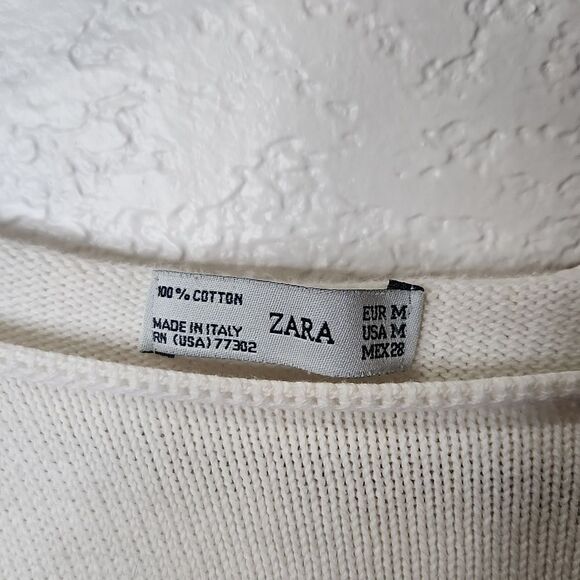 100% COTTON
MADE IN ITALY
RN (USA) 77302
ZARA
EUR M
USA M
MEX 28